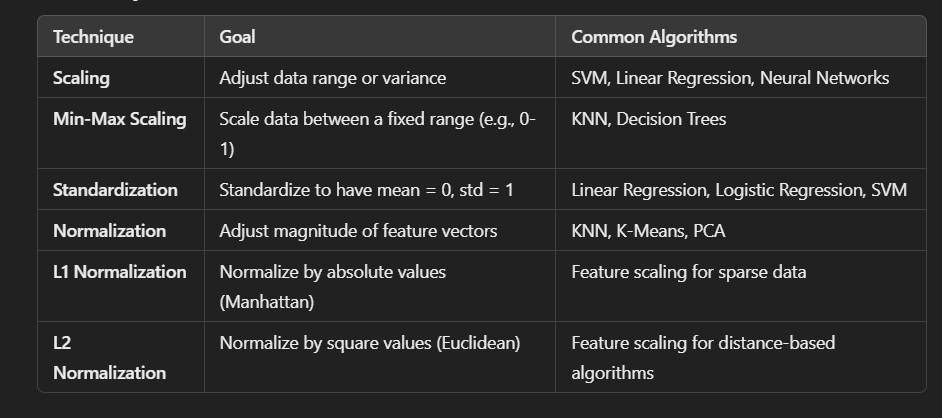 Technique Goal Common Algorithms
Scaling Adjust data range or variance SVM, Linear Regression, Neural Networks
Min-Max Scaling Scale data between a fixed range (e.g., 0-
1) KNN, Decision Trees
Standardization Standardize to have mean = 0, std = 1 Linear Regression, Logistic Regression, SVM
Normalization Adjust magnitude of feature vectors KNN, K-Means, PCA
L1 Normalization Normalize by absolute values
(Manhattan) Feature scaling for sparse data
L2
Normalization Normalize by square values (Euclidean) Feature scaling for distance-based
algorithms